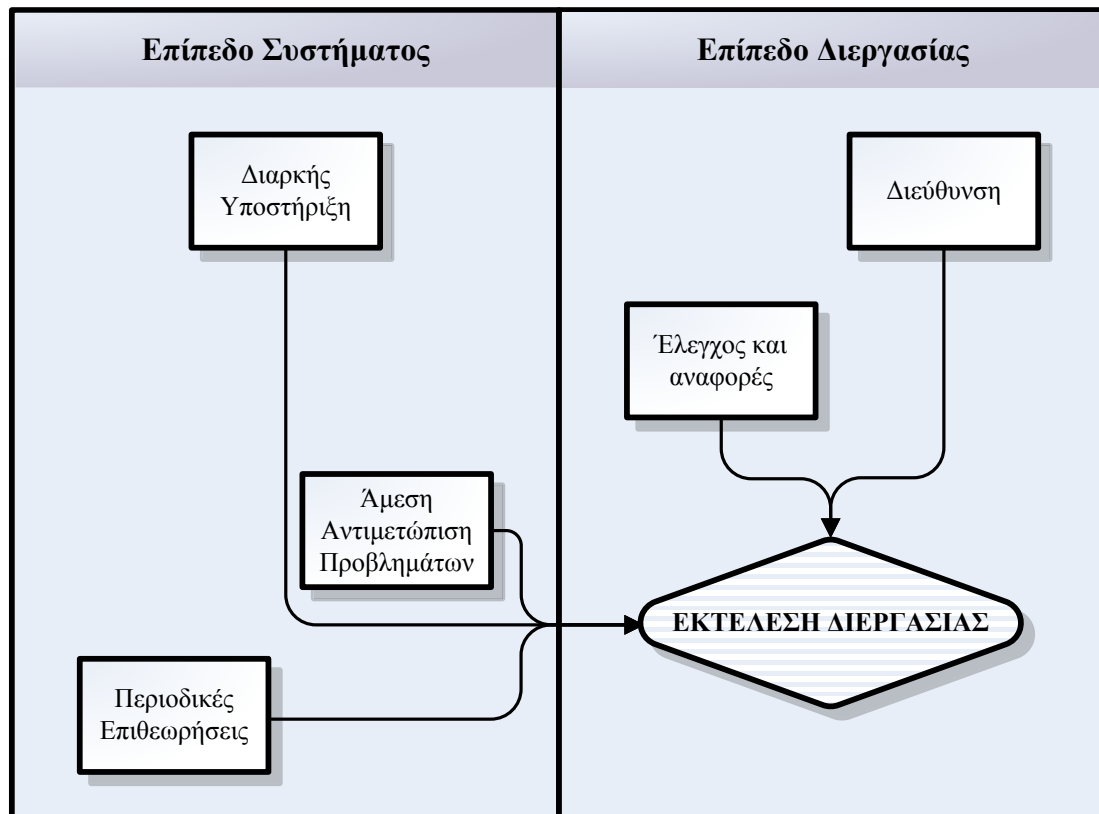 Επίπεδο Συστήματος
Επίπεδο Διεργασίας
Διαρκής
Υποστήριξη
Διεύθυνση
Έλεγχος και
αναφορές
Άμεση
Αντιμετώπιση
Προβλημάτων
ΕΚΤΕΛΕΣΗ ΔΙΕΡΓΑΣΙΑΣ
Περιοδικές
Επιθεωρήσεις